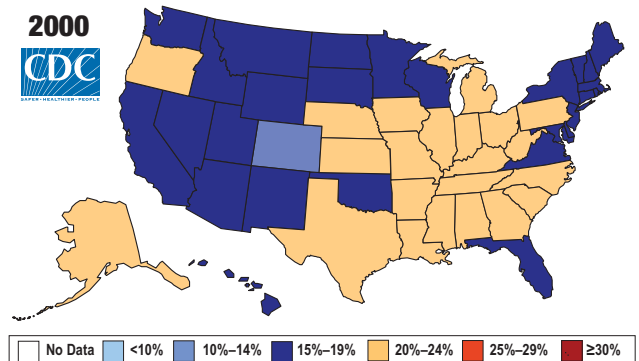 2000
CDC
SAFER • HEALTHIER • PEOPLE
No Data <10% 10%–14% 15%–19% 20%–24% 25%–29% ≥30%